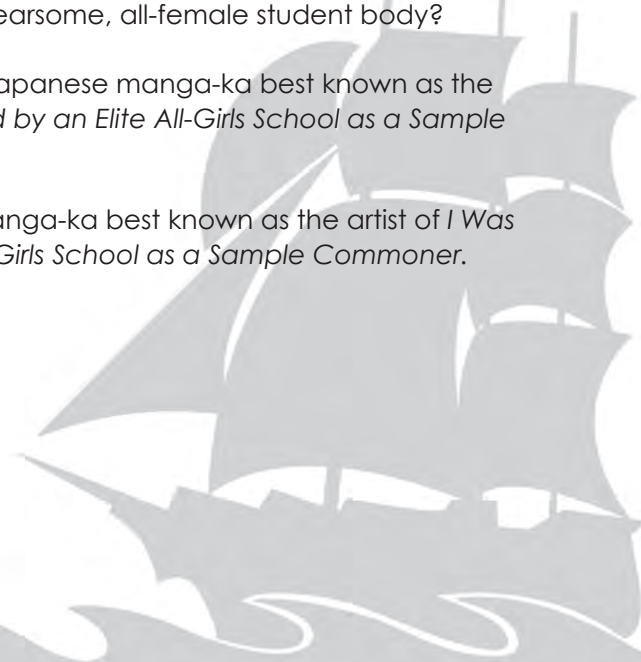 earsome, all-female student body?
apanese manga-ka best known as the
d by an Elite All-Girls School as a Sample
anga-ka best known as the artist of I Was
Girls School as a Sample Commoner.